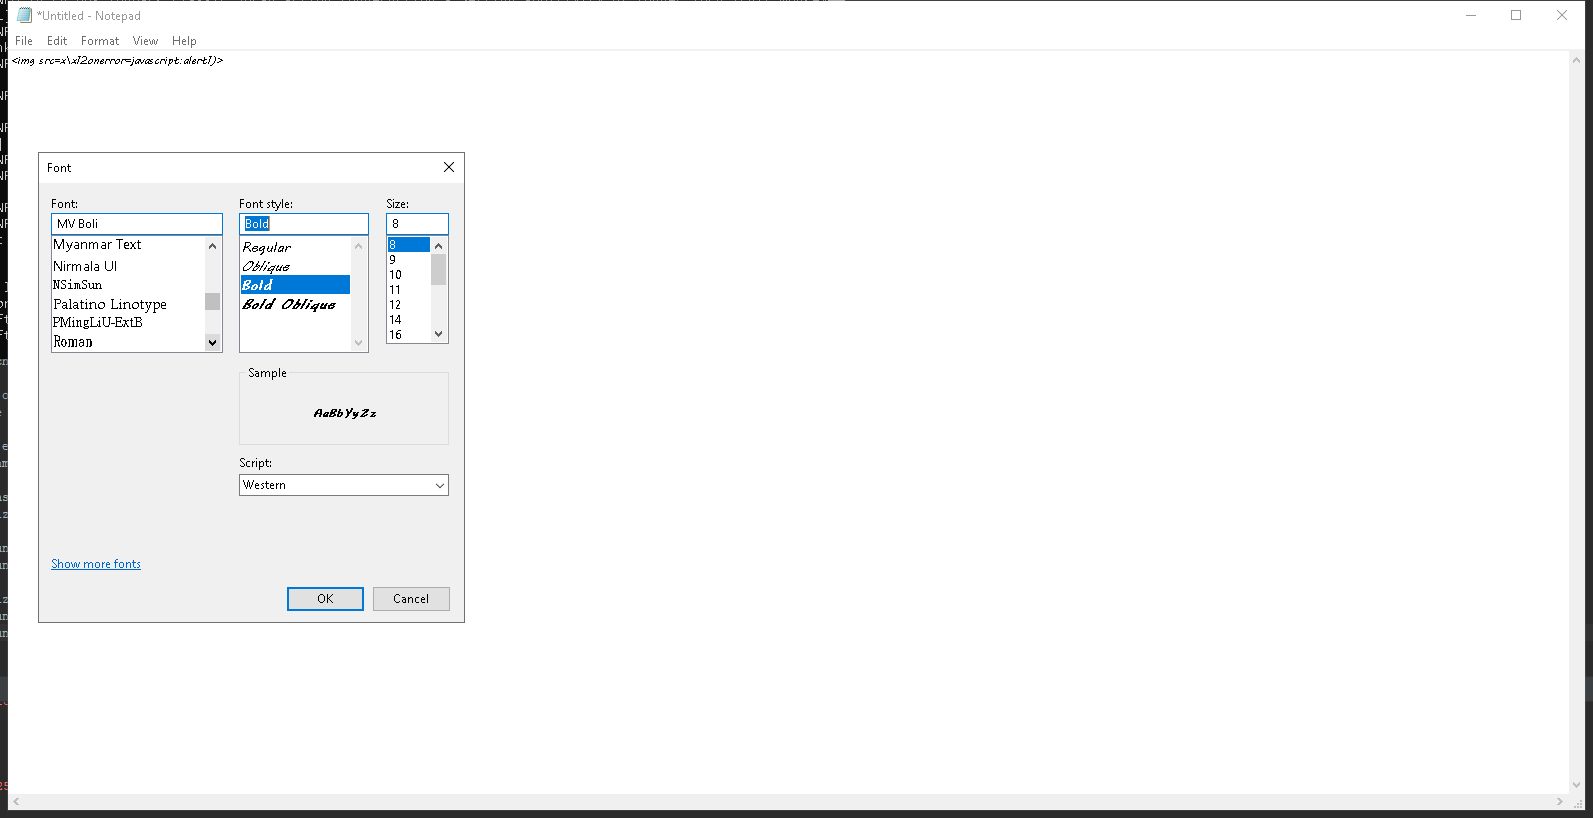 *Untitled - Notepad
File Edit Format View Help
<img src=x\x12onerror=javascript:alert1)>
Font
Font: Font style: Size:
MV Boli Bold 8
Myanmar Text
Nirmala UI
NSimSun
Palatino Linotype
PMingLiU-ExtB
Roman
Regular
Oblique
Bold
Bold Oblique
8
9
10
11
12
14
16
Sample
AaBbYyZz
Script:
Western
Show more fonts
OK Cancel